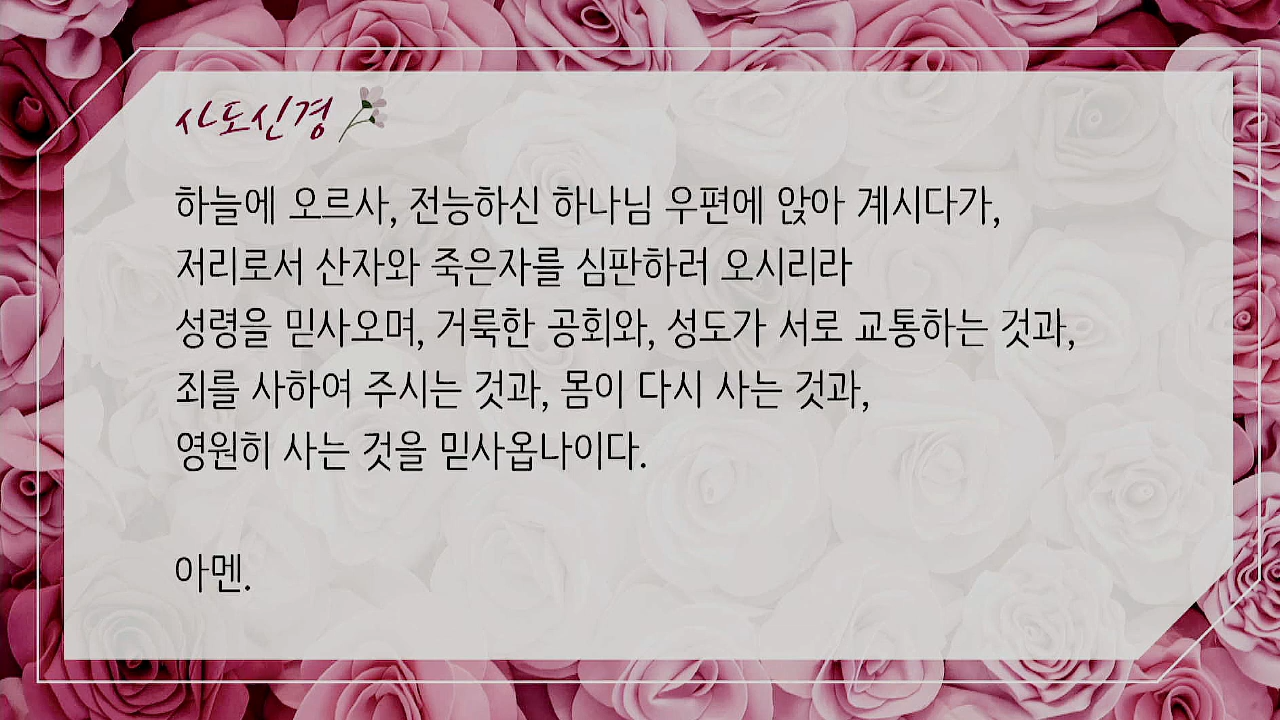 사도신경
하늘에 오르사, 전능하신 하나님 우편에 앉아 계시다가,
저리로서 산자와 죽은자를 심판하러 오시리라
성령을 믿사오며, 거룩한 공회와, 성도가 서로 교통하는 것과,
죄를 사하여 주시는 것과, 몸이 다시 사는 것과,
영원히 사는 것을 믿사옵나이다.
아멘.